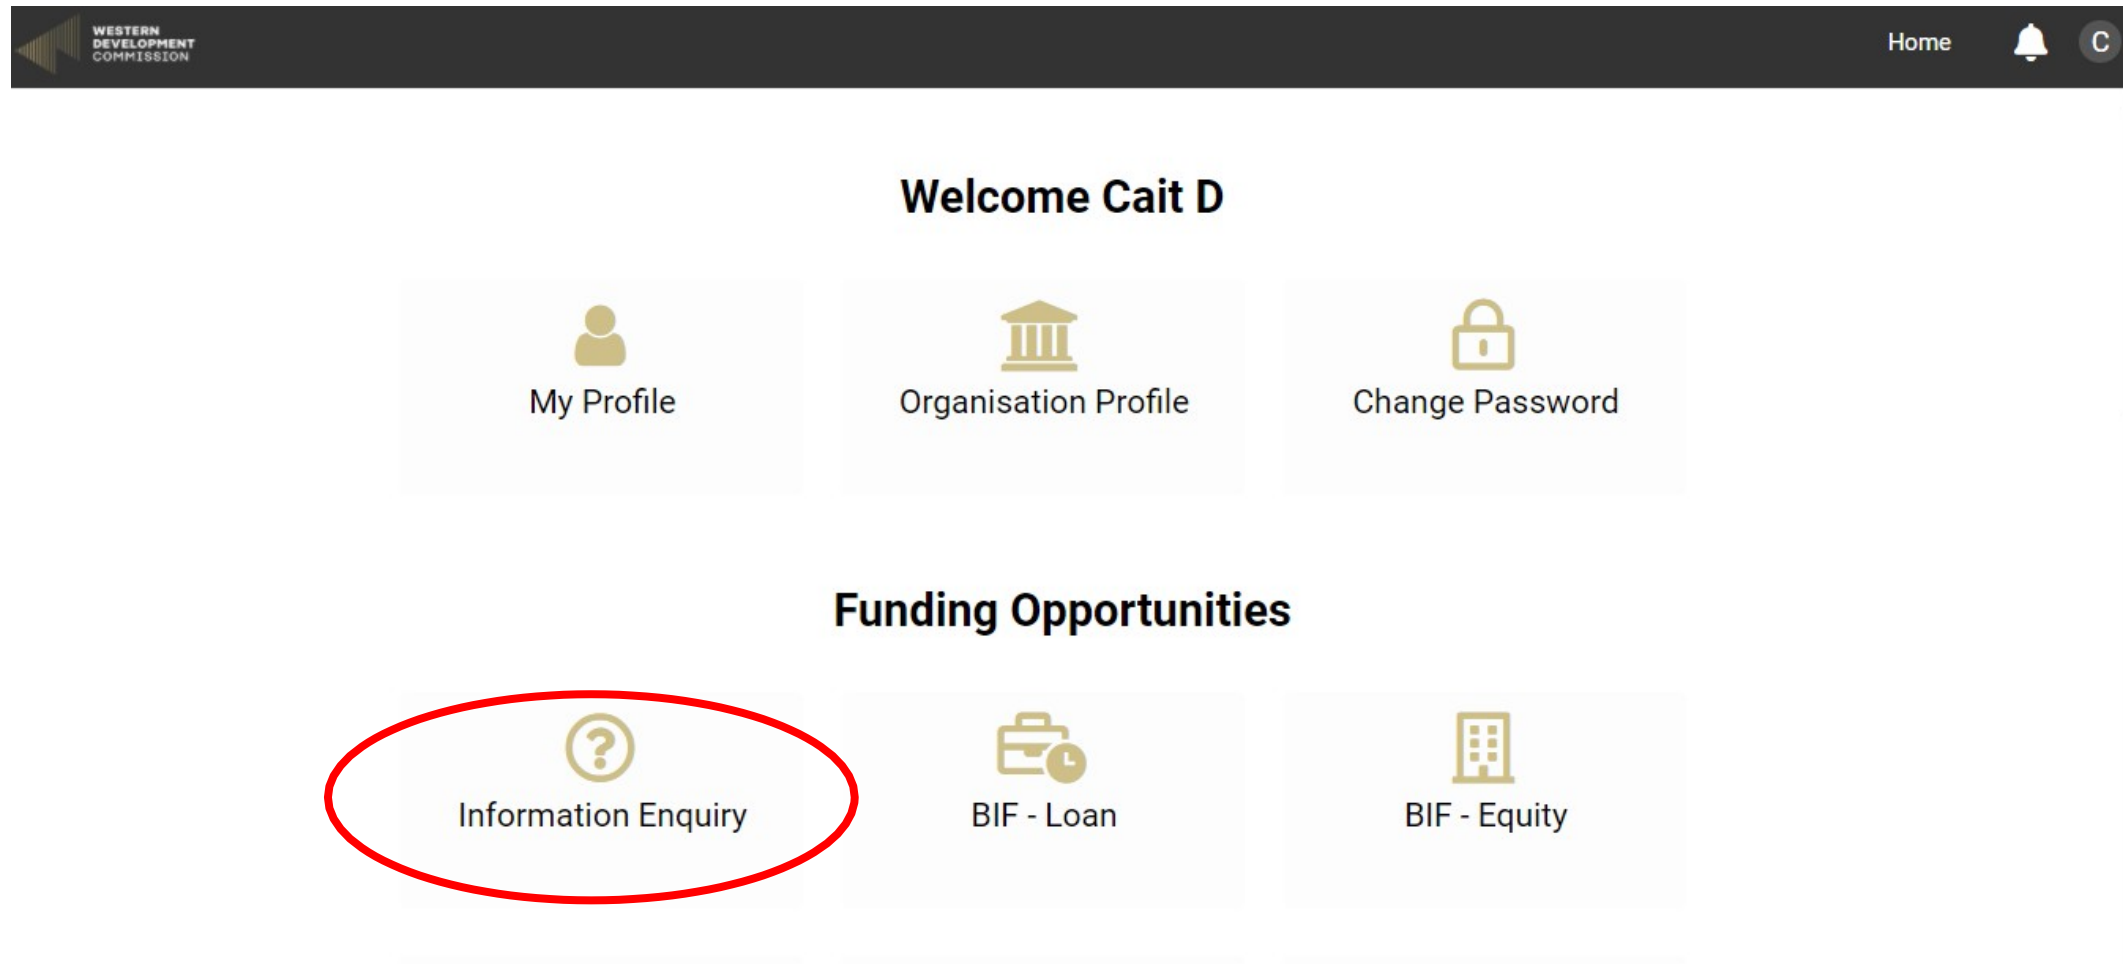 WESTERN
DEVELOPMENT
COMMISSION
Home
C
Welcome Cait D
My Profile
Organisation Profile
Change Password
Funding Opportunities
Information Enquiry
BIF - Loan
BIF - Equity